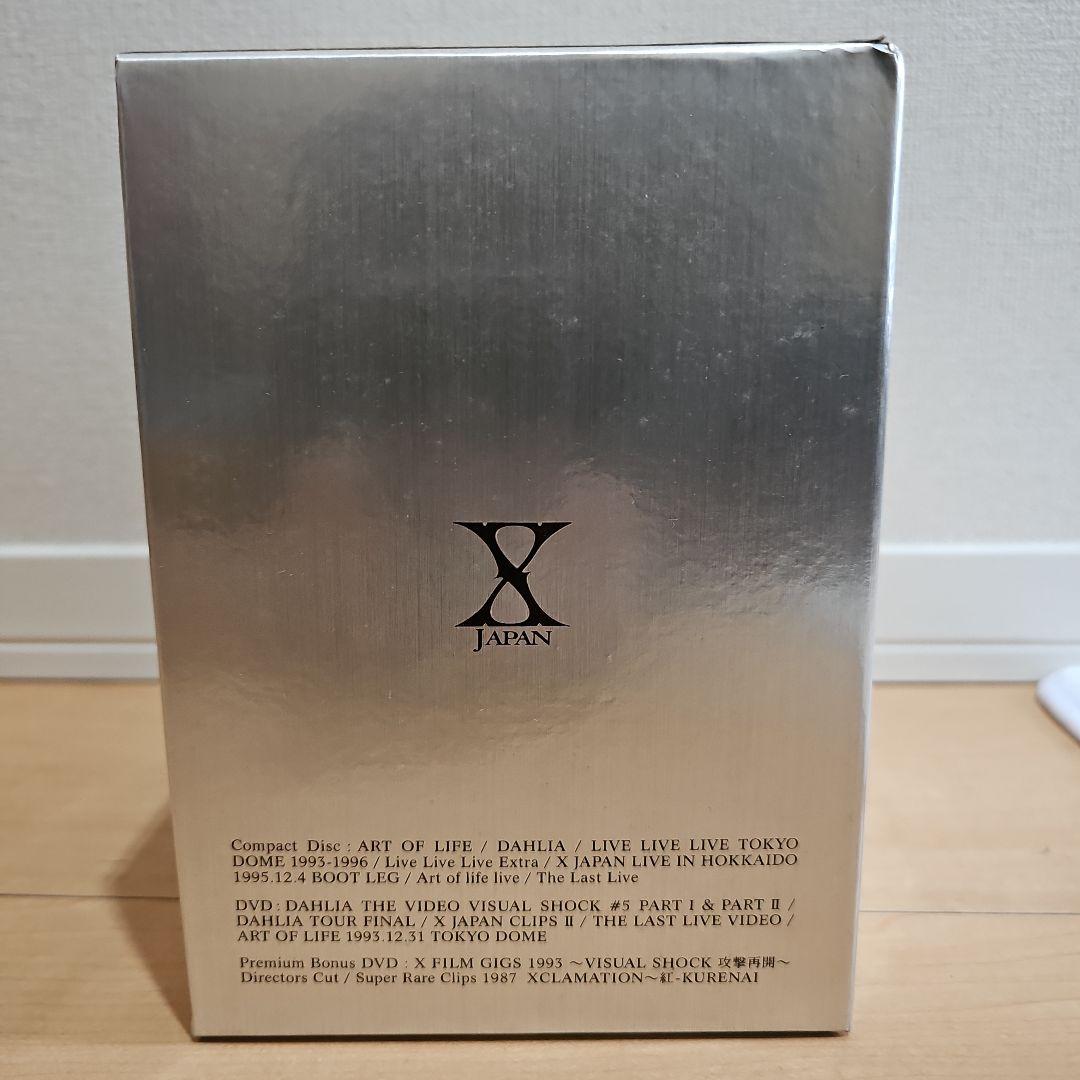 X
JAPAN
Compact Disc : ART OF LIFE / DAHLIA / LIVE LIVE LIVE TOKYO
DOME 1993-1996 / Live Live Live Extra / X JAPAN LIVE IN HOKKAIDO
1995.12.4 BOOT LEG / Art of life live / The Last Live
DVD : DAHLIA THE VIDEO VISUAL SHOCK #5 PART I & PART II /
DAHLIA TOUR FINAL / X JAPAN CLIPS II / THE LAST LIVE VIDEO /
ART OF LIFE 1993.12.31 TOKYO DOME
Premium Bonus DVD : X FILM GIGS 1993 〜VISUAL SHOCK 攻撃再開〜
Directors Cut / Super Rare Clips 1987 XCLAMATION〜紅-KURENAI